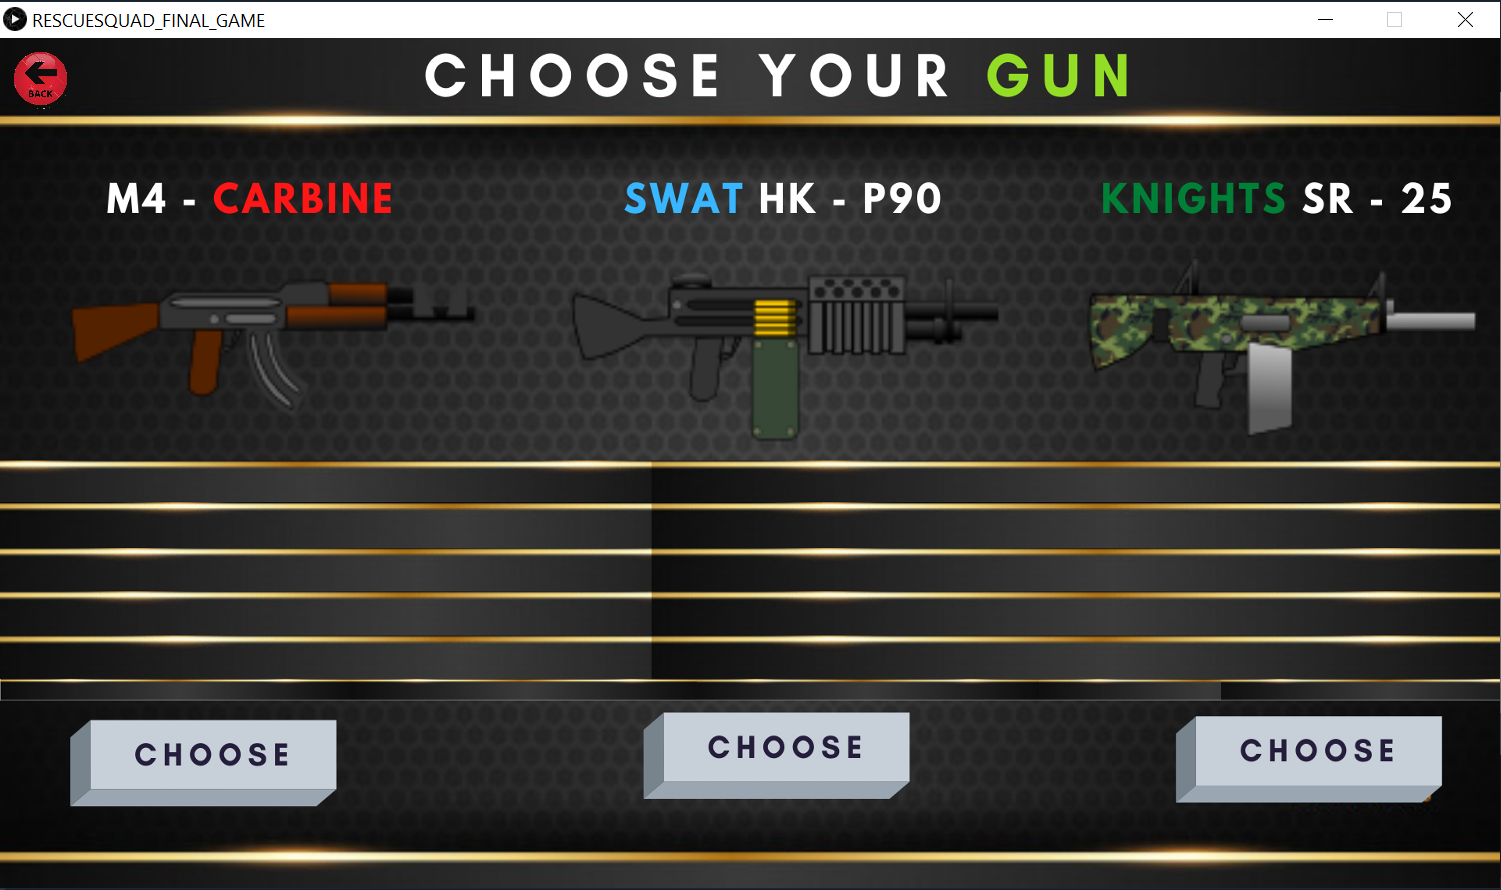 RESCUESQUAD_FINAL_GAME
BACK
CHOOSE YOUR GUN
M4 - CARBINE
SWAT HK - P90
KNIGHTS SR - 25
CHOOSE
CHOOSE
CHOOSE